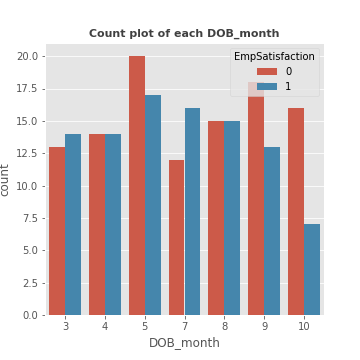 Count plot of each DOB_month
EmpSatisfaction
0
1
20.0
17.5
15.0
12.5
10.0
7.5
5.0
2.5
0.0
count
3 4 5 7 8 9 10
DOB_month